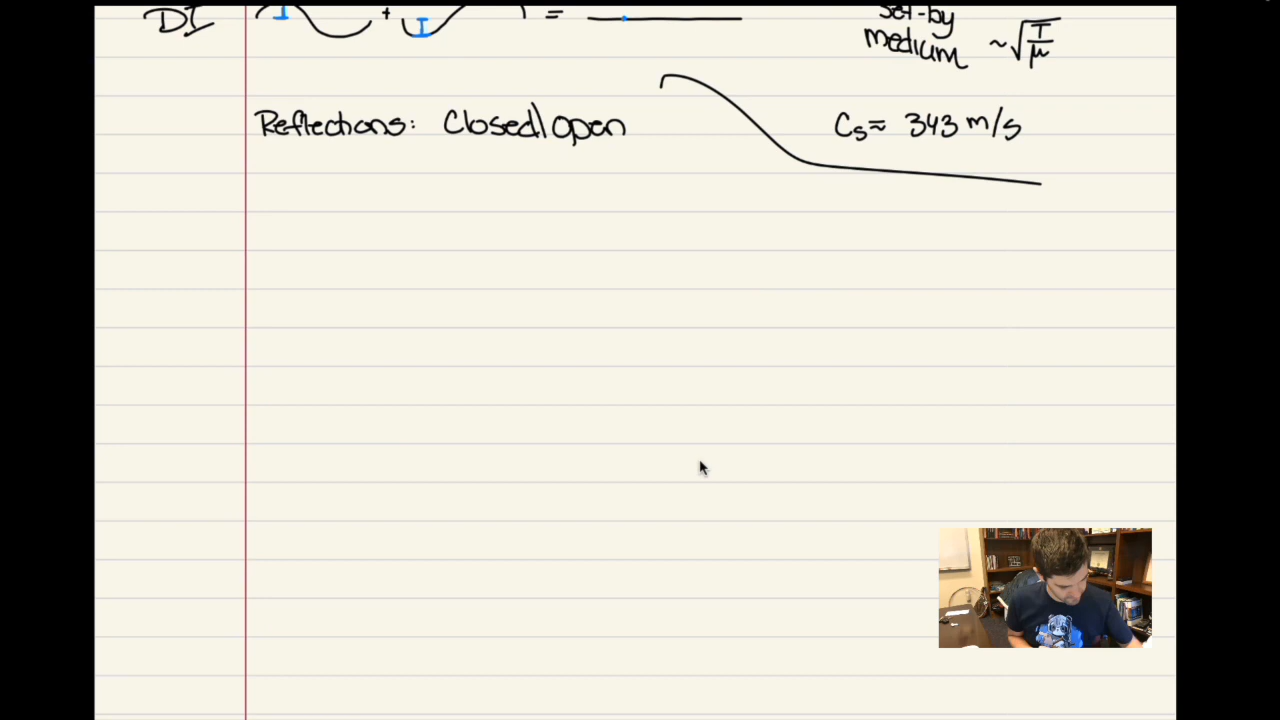 DI + =
set-by
medium ~√T/μ
Reflections: Closed\open
Cs≈ 343 m/s